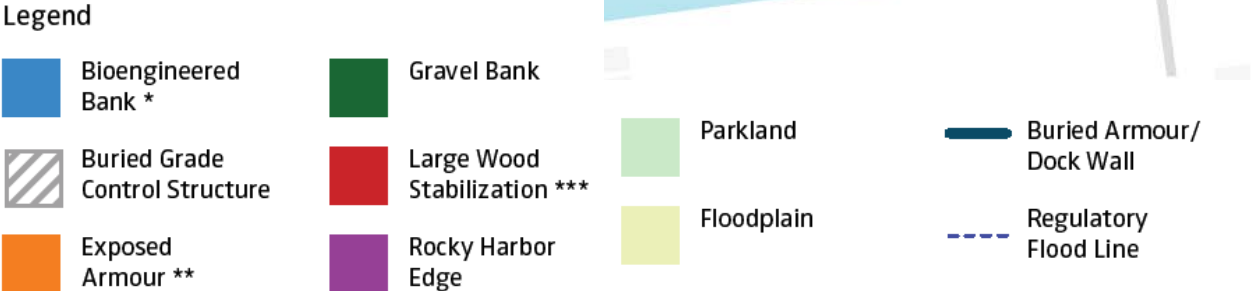 Legend
Bioengineered
Bank *
Buried Grade
Control Structure
Exposed
Armour **
Gravel Bank
Large Wood
Stabilization ***
Rocky Harbor
Edge
Parkland
Floodplain
Buried Armour/
Dock Wall
Regulatory
Flood Line